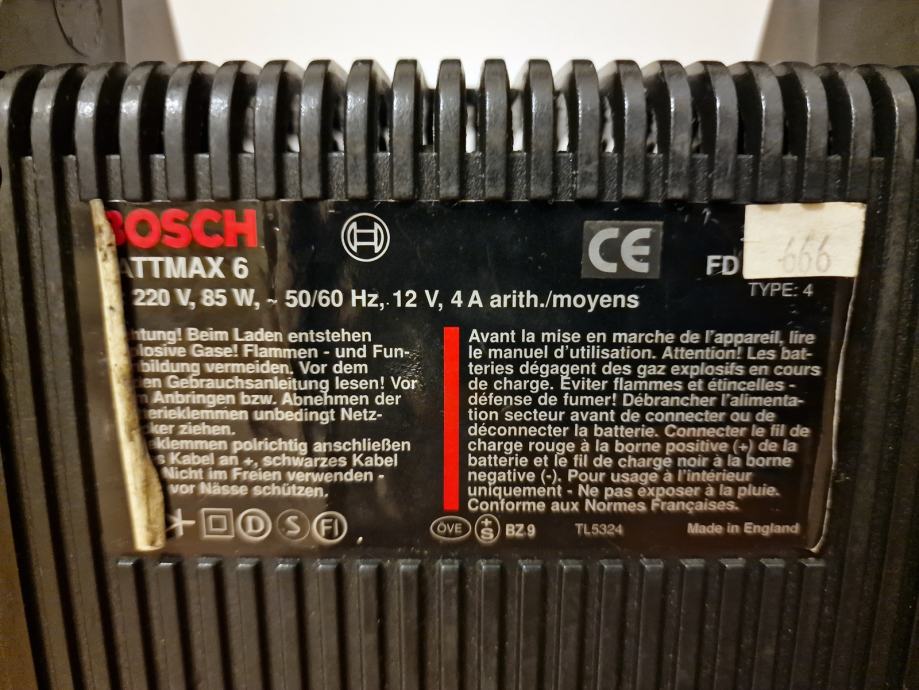 BOSCH
CE
ATTMAX 6
FD 666
220 V, 85 W, ~ 50/60 Hz, 12 V, 4 A arith./moyens
TYPE: 4
htung! Beim Laden entstehen
plosive Gase! Flammen - und Fun-
nbildung vermeiden. Vor dem
den Gebrauchsanleitung lesen! Vor
m Anbringen bzw. Abnehmen der
terieklemmen unbedingt Netz-
cker ziehen.
eklemmen polrichtig anschließen
s Kabel an +, schwarzes Kabel
Nicht im Freien verwenden -
vor Nässe schützen.
Avant la mise en marche de l'appareil, lire
le manuel d'utilisation. Attention! Les bat-
teries dégagent des gaz explosifs en cours
de charge. Éviter flammes et étincelles -
défense de fumer! Débrancher l'alimenta-
tion secteur avant de connecter ou de
déconnecter la batterie. Connecter le fil de
charge rouge à la borne positive (+) de la
batterie et le fil de charge noir à la borne
negative (-). Pour usage à l'intérieur
uniquement - Ne pas exposer à la pluie.
Conforme aux Normes Françaises.
D S FI ÖVE +S BZ.9 TL5324 Made in England